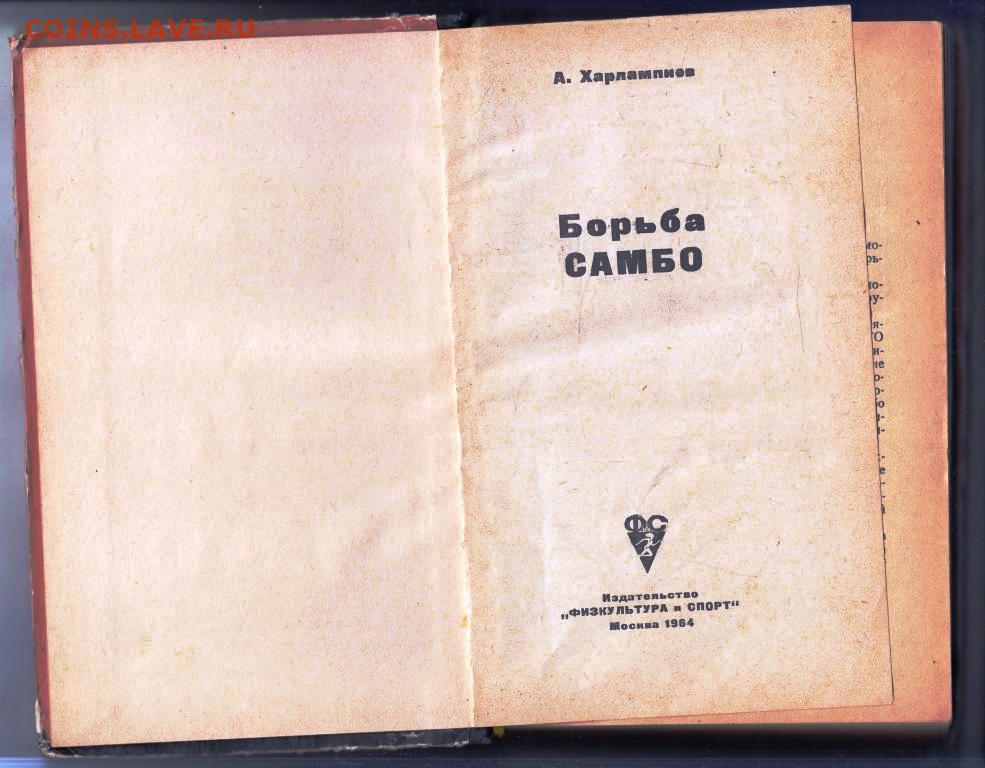 COINS.LAVE.RU
А. Харлампиев
Борьба
САМБО
ФС
Издательство
„ФИЗКУЛЬТУРА и СПОРТ“
Москва 1964